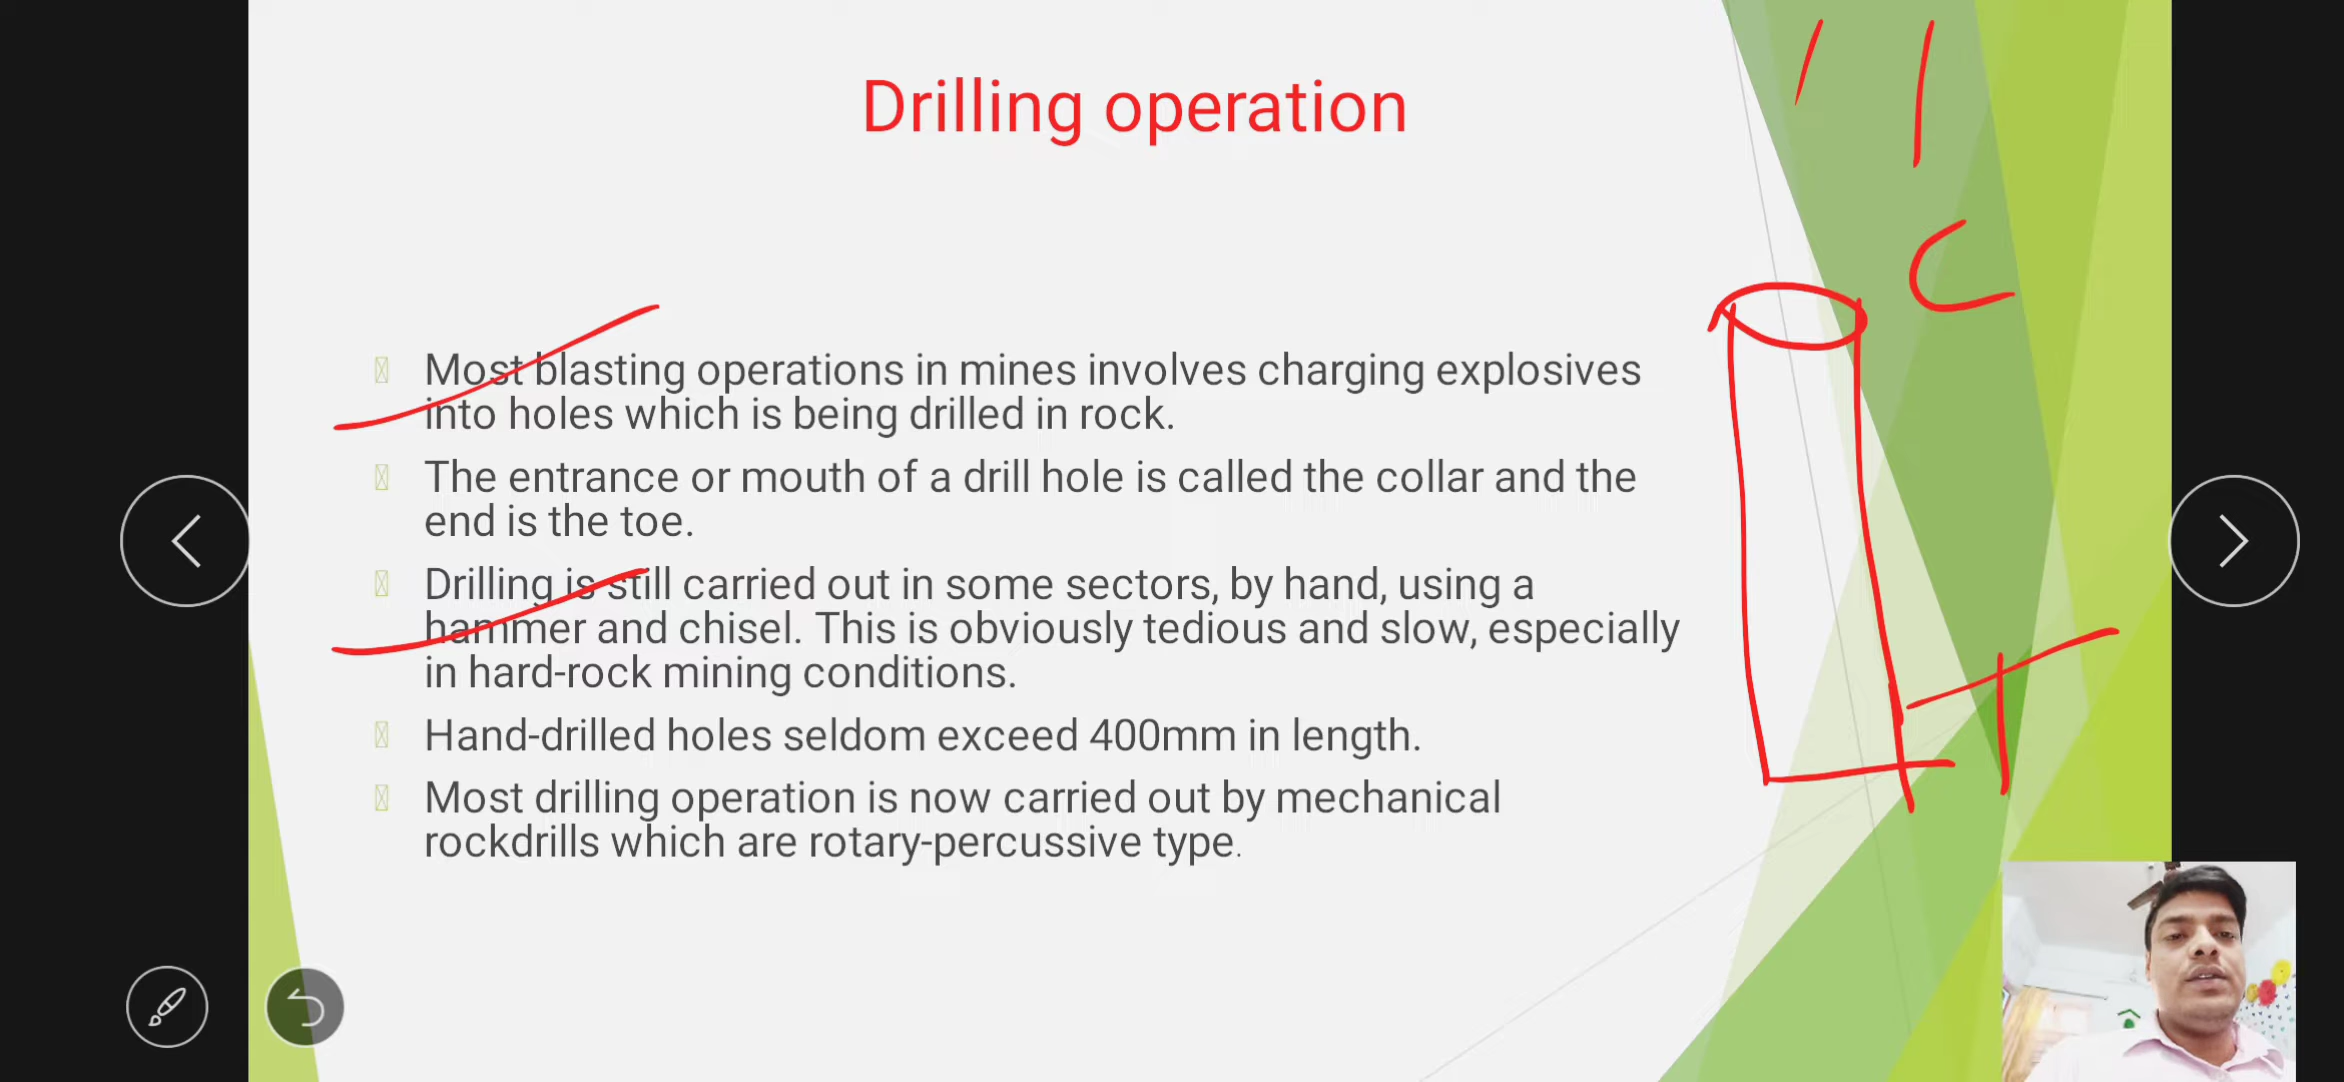 Drilling operation
Most blasting operations in mines involves charging explosives
into holes which is being drilled in rock.
The entrance or mouth of a drill hole is called the collar and the
end is the toe.
Drilling is still carried out in some sectors, by hand, using a
hammer and chisel. This is obviously tedious and slow, especially
in hard-rock mining conditions.
Hand-drilled holes seldom exceed 400mm in length.
Most drilling operation is now carried out by mechanical
rockdrills which are rotary-percussive type.
C
T